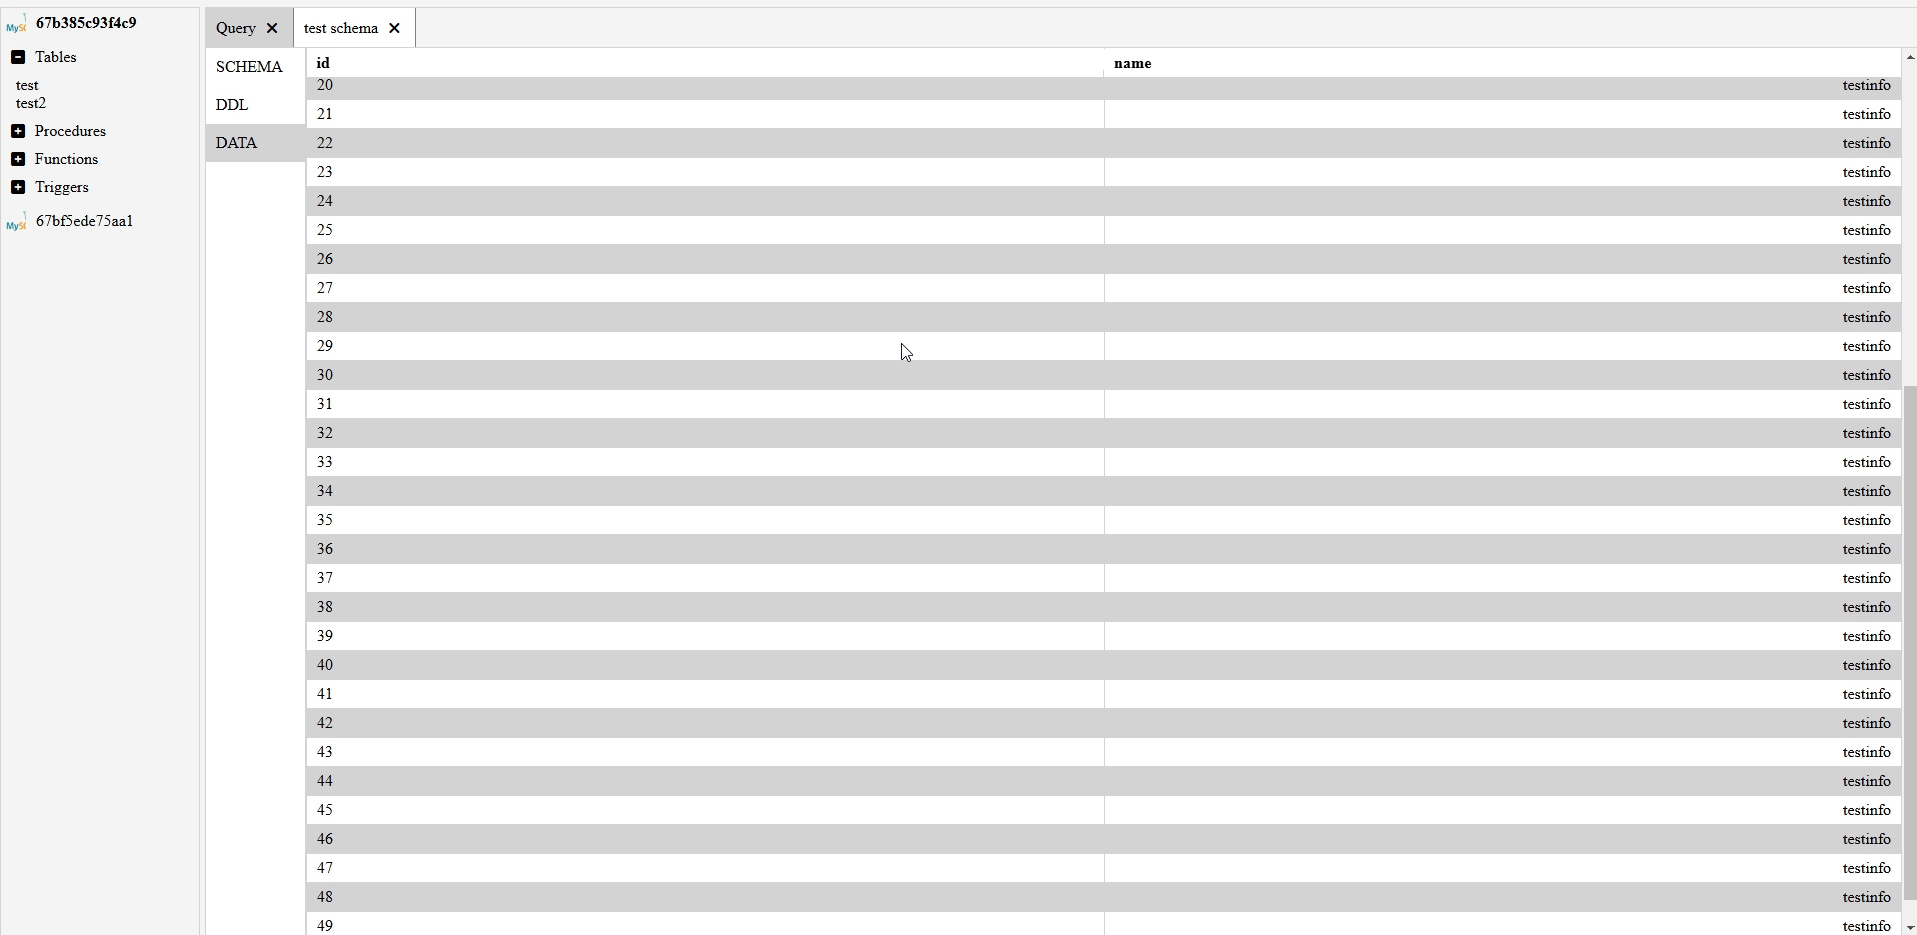 67b385c93f4c9
Tables
test
test2
Procedures
Functions
Triggers
67bf5ede75aa1
Query test schema
SCHEMA
DDL
DATA
id name
20 testinfo
21 testinfo
22 testinfo
23 testinfo
24 testinfo
25 testinfo
26 testinfo
27 testinfo
28 testinfo
29 testinfo
30 testinfo
31 testinfo
32 testinfo
33 testinfo
34 testinfo
35 testinfo
36 testinfo
37 testinfo
38 testinfo
39 testinfo
40 testinfo
41 testinfo
42 testinfo
43 testinfo
44 testinfo
45 testinfo
46 testinfo
47 testinfo
48 testinfo
49 testinfo